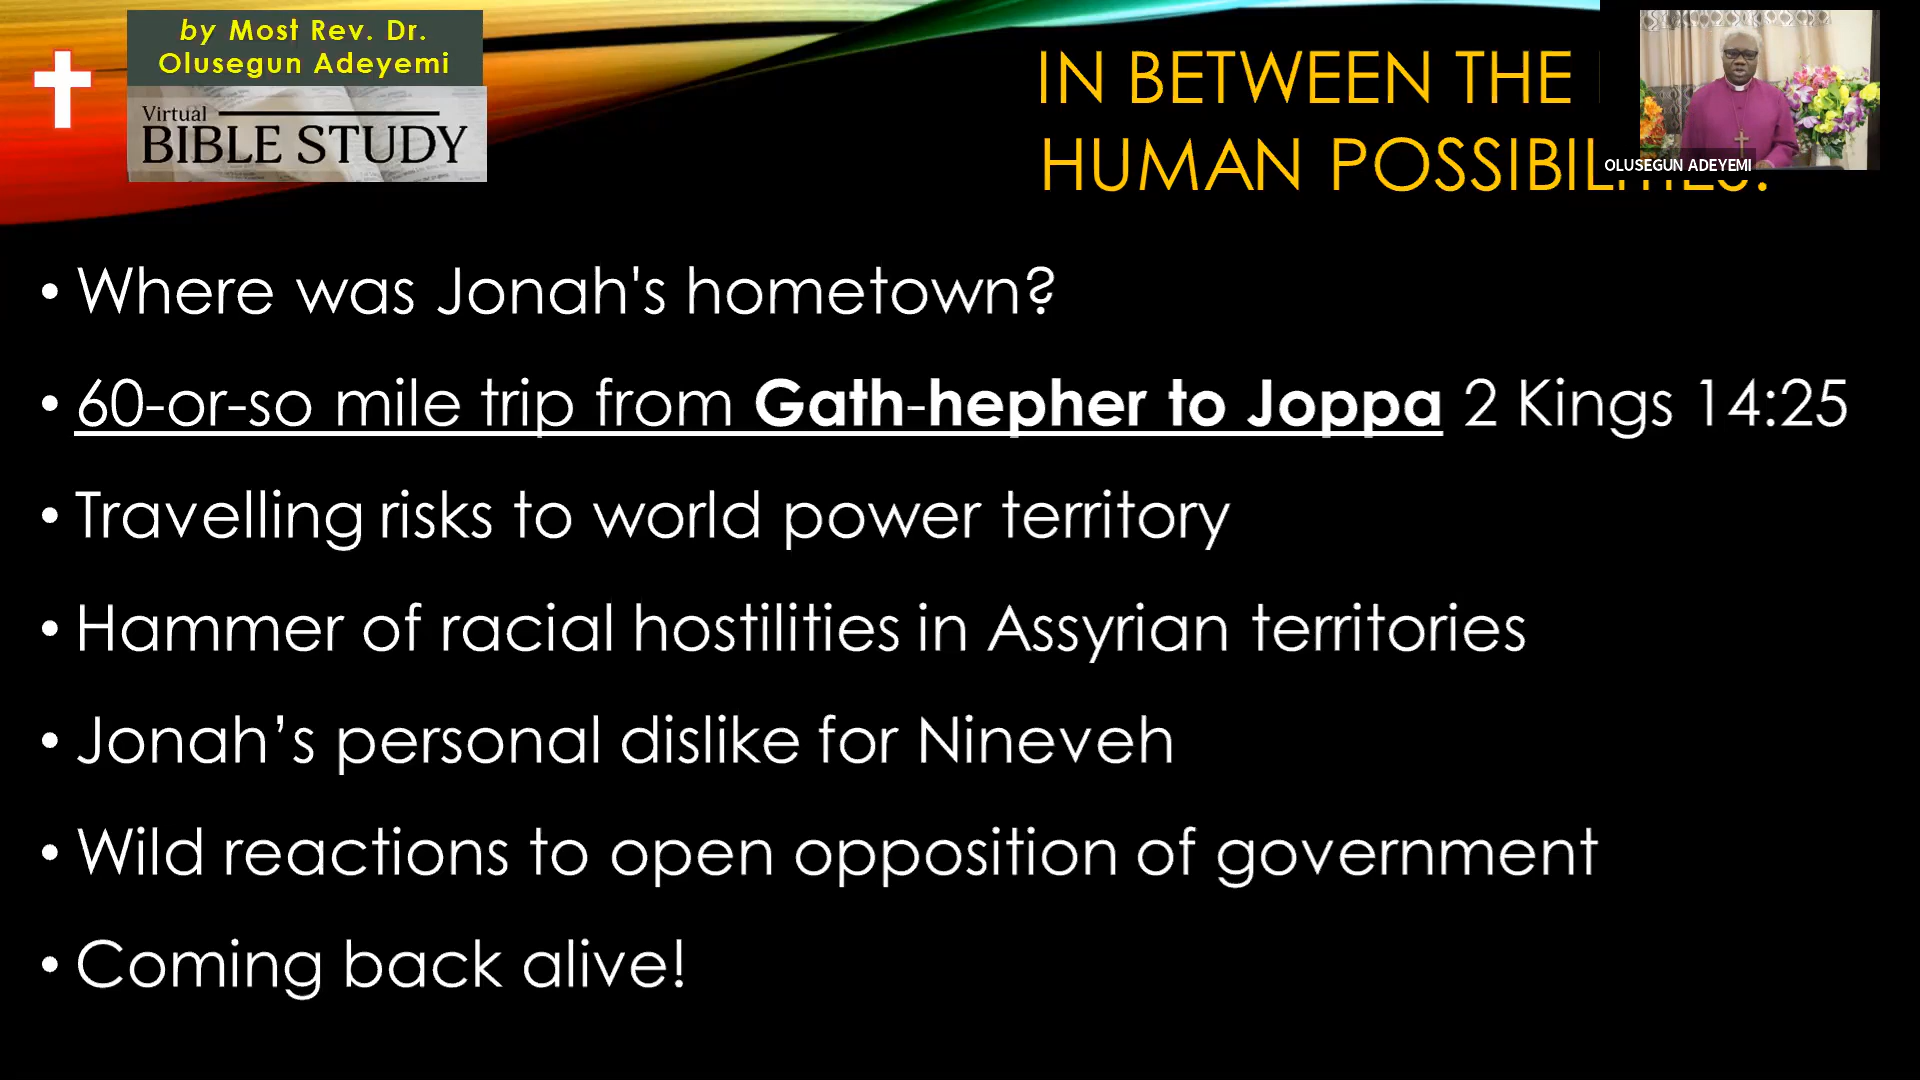 by Most Rev. Dr.
Olusegun Adeyemi
Virtual
BIBLE STUDY
IN BETWEEN THE
HUMAN
OLUSEGUN ADEYEMI
• Where was Jonah's hometown?
• 60-or-so mile trip from Gath-hepher to Joppa 2 Kings 14:25
• Travelling risks to world power territory
• Hammer of racial hostilities in Assyrian territories
• Jonah’s personal dislike for Nineveh
• Wild reactions to open opposition of government
• Coming back alive!